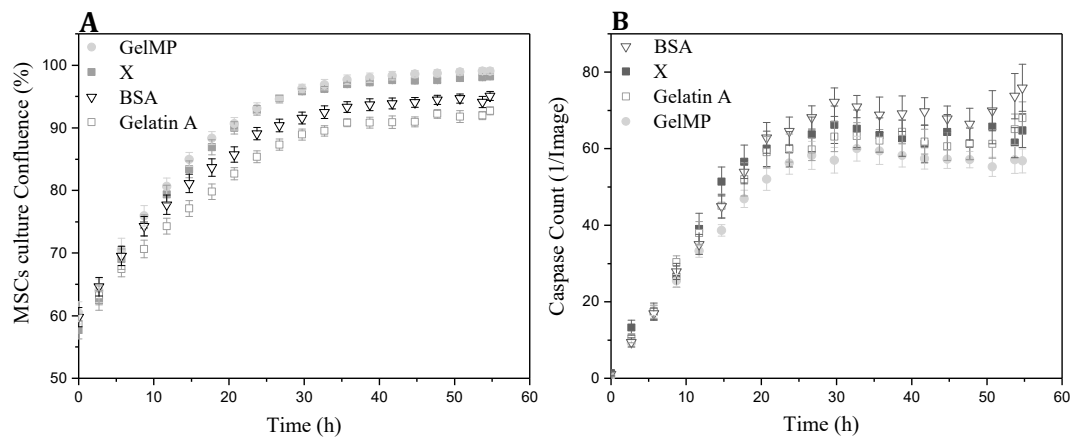 A
GelMP
X
BSA
Gelatin A
100
90
80
70
60
50
0 10 20 30 40 50 60
MSCs culture Confluence (%)
Time (h)
B
BSA
X
Gelatin A
GelMP
80
60
40
20
0
0 10 20 30 40 50 60
Caspase Count (1/Image)
Time (h)